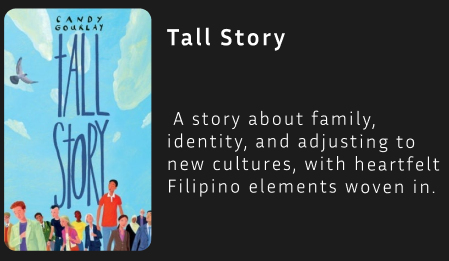 CANDY
GOURLAY
TALL
STORY
Tall Story
A story about family,
identity, and adjusting to
new cultures, with heartfelt
Filipino elements woven in.